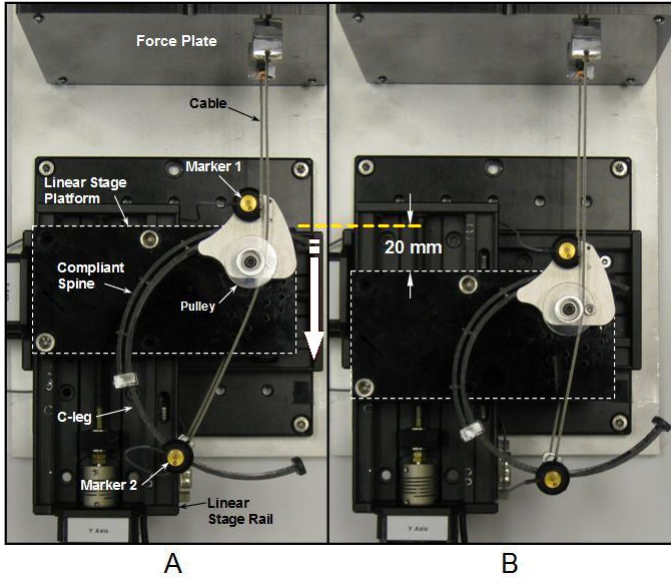 Force Plate
Cable
Marker 1
Linear Stage
Platform
Compliant
Spine
Pulley
20 mm
C-leg
Marker 2
Linear
Stage Rail
Y Axis
Y Axis
A
B